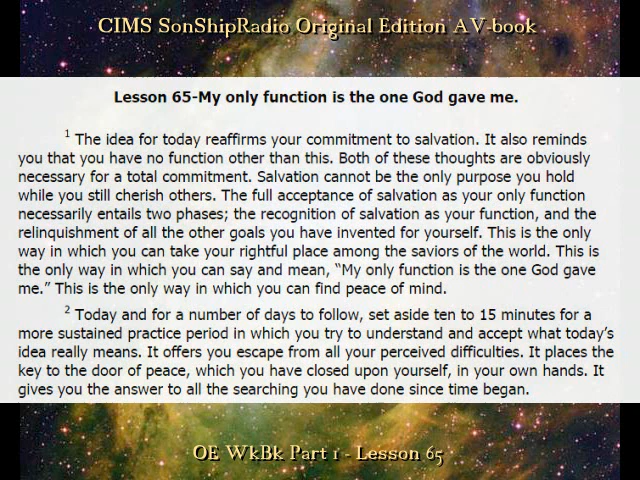 CIMS SonShipRadio Original Edition AV-book
Lesson 65-My only function is the one God gave me.
1 The idea for today reaffirms your commitment to salvation. It also reminds
you that you have no function other than this. Both of these thoughts are obviously
necessary for a total commitment. Salvation cannot be the only purpose you hold
while you still cherish others. The full acceptance of salvation as your only function
necessarily entails two phases; the recognition of salvation as your function, and the
relinquishment of all the other goals you have invented for yourself. This is the only
way in which you can take your rightful place among the saviors of the world. This is
the only way in which you can say and mean, “My only function is the one God gave
me.” This is the only way in which you can find peace of mind.
2 Today and for a number of days to follow, set aside ten to 15 minutes for a
more sustained practice period in which you try to understand and accept what today’s
idea really means. It offers you escape from all your perceived difficulties. It places the
key to the door of peace, which you have closed upon yourself, in your own hands. It
gives you the answer to all the searching you have done since time began.
OE WkBk Part 1 - Lesson 65